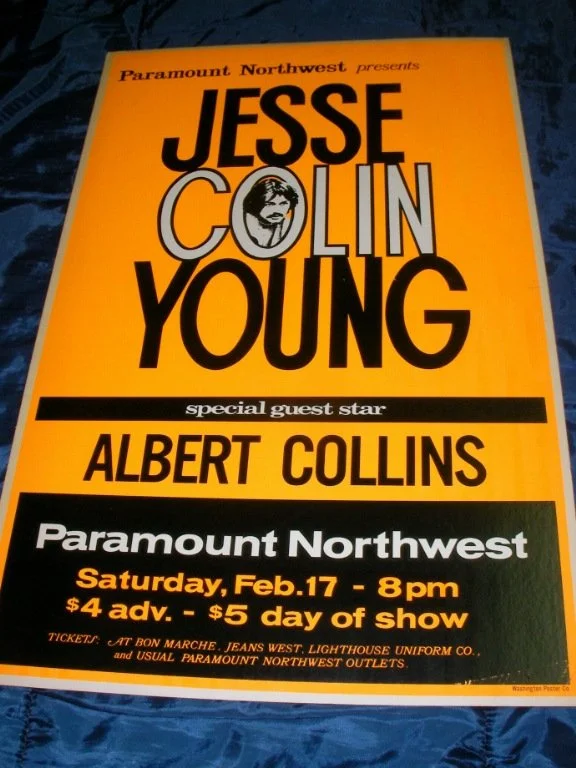 Paramount Northwest presents
JESSE
COLIN
YOUNG
special guest star
ALBERT COLLINS
Paramount Northwest
Saturday, Feb. 17 - 8pm
$4 adv. - $5 day of show
TICKETS: AT BON MARCHE, JEANS WEST, LIGHTHOUSE UNIFORM CO.,
and USUAL PARAMOUNT NORTHWEST OUTLETS.
Washington Poster Co